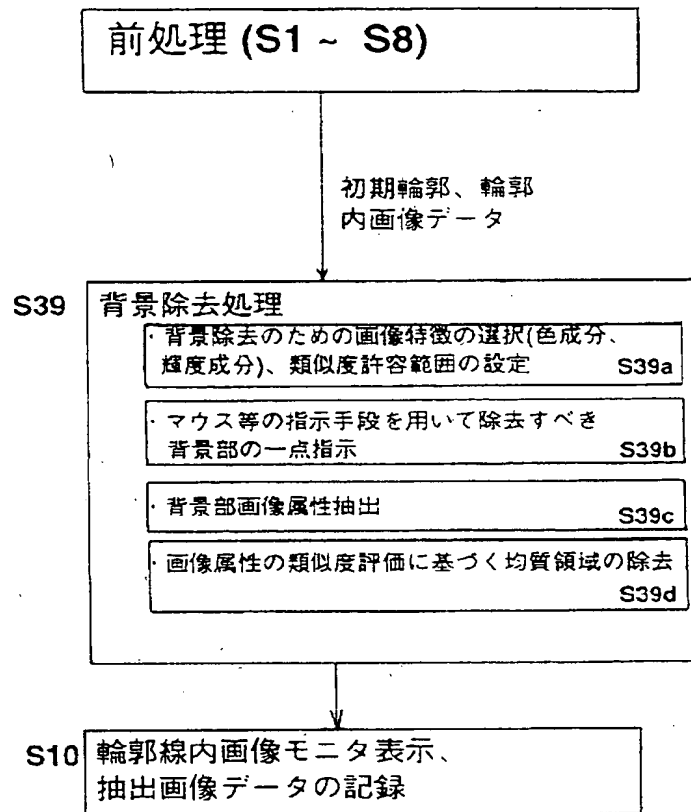 前処理 (S1 ~ S8)
初期輪郭、輪郭
内画像データ
S39
背景除去処理
・背景除去のための画像特徴の選択(色成分、
輝度成分)、類似度許容範囲の設定 S39a
・マウス等の指示手段を用いて除去すべき
背景部の一点指示 S39b
・背景部画像属性抽出 S39c
・画像属性の類似度評価に基づく均質領域の除去
S39d
S10 輪郭線内画像モニタ表示、
抽出画像データの記録